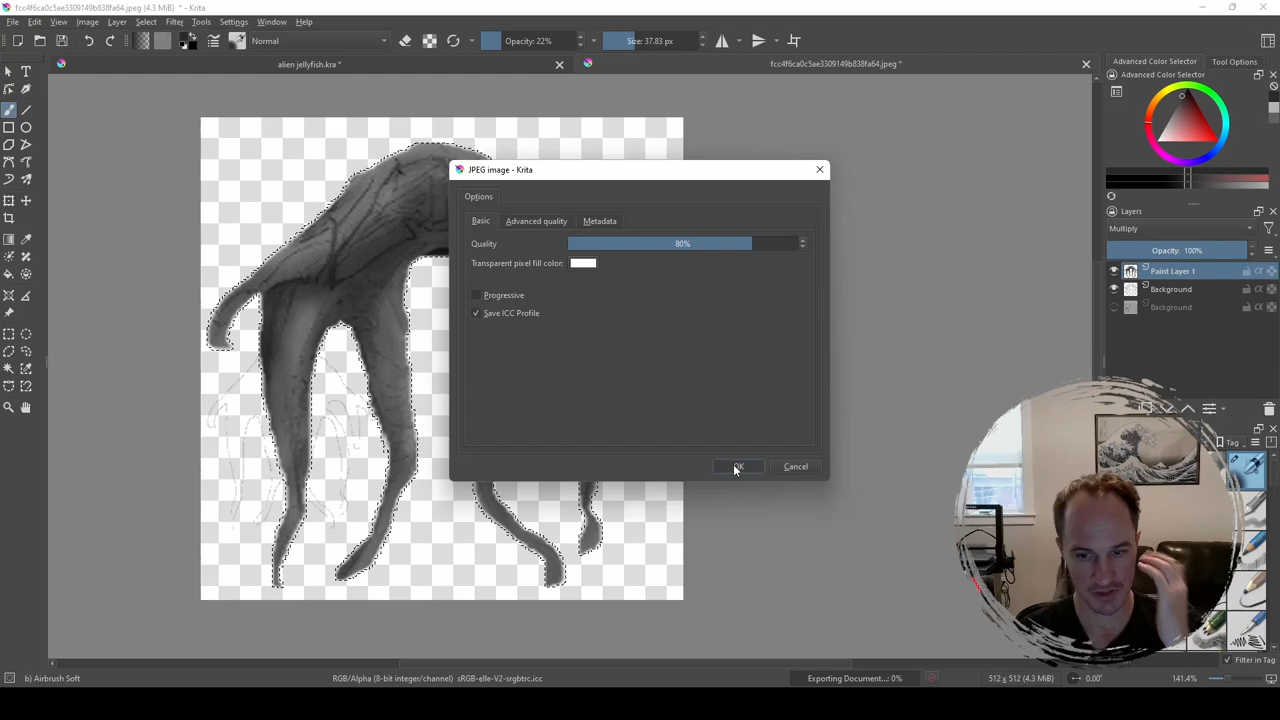 fcc4f6ca0c5ae3309149b838fa64.jpeg (4.3 MiB) * - Krita
File Edit View Image Layer Select Filter Tools Settings Window Help
Normal Opacity: 22% Size: 37.83 px
alien jellyfish.kra * fcc4f6ca0c5ae3309149b838fa64.jpeg *
Advanced Color Selector Tool Options
Advanced Color Selector
JPEG image - Krita
Options
Basic Advanced quality Metadata
Quality 80%
Transparent pixel fill color:
Progressive
Save ICC Profile
OK Cancel
Layers
Multiply
Opacity: 100%
Paint Layer 1
Background
Background
Tag
Filter in Tag
b) Airbrush Soft RGB/Alpha (8-bit integer/channel) sRGB-elle-V2-srgbtrc.icc Exporting Document...: 0% 512 x 512 (4.3 MiB) 0.00° 141.4%